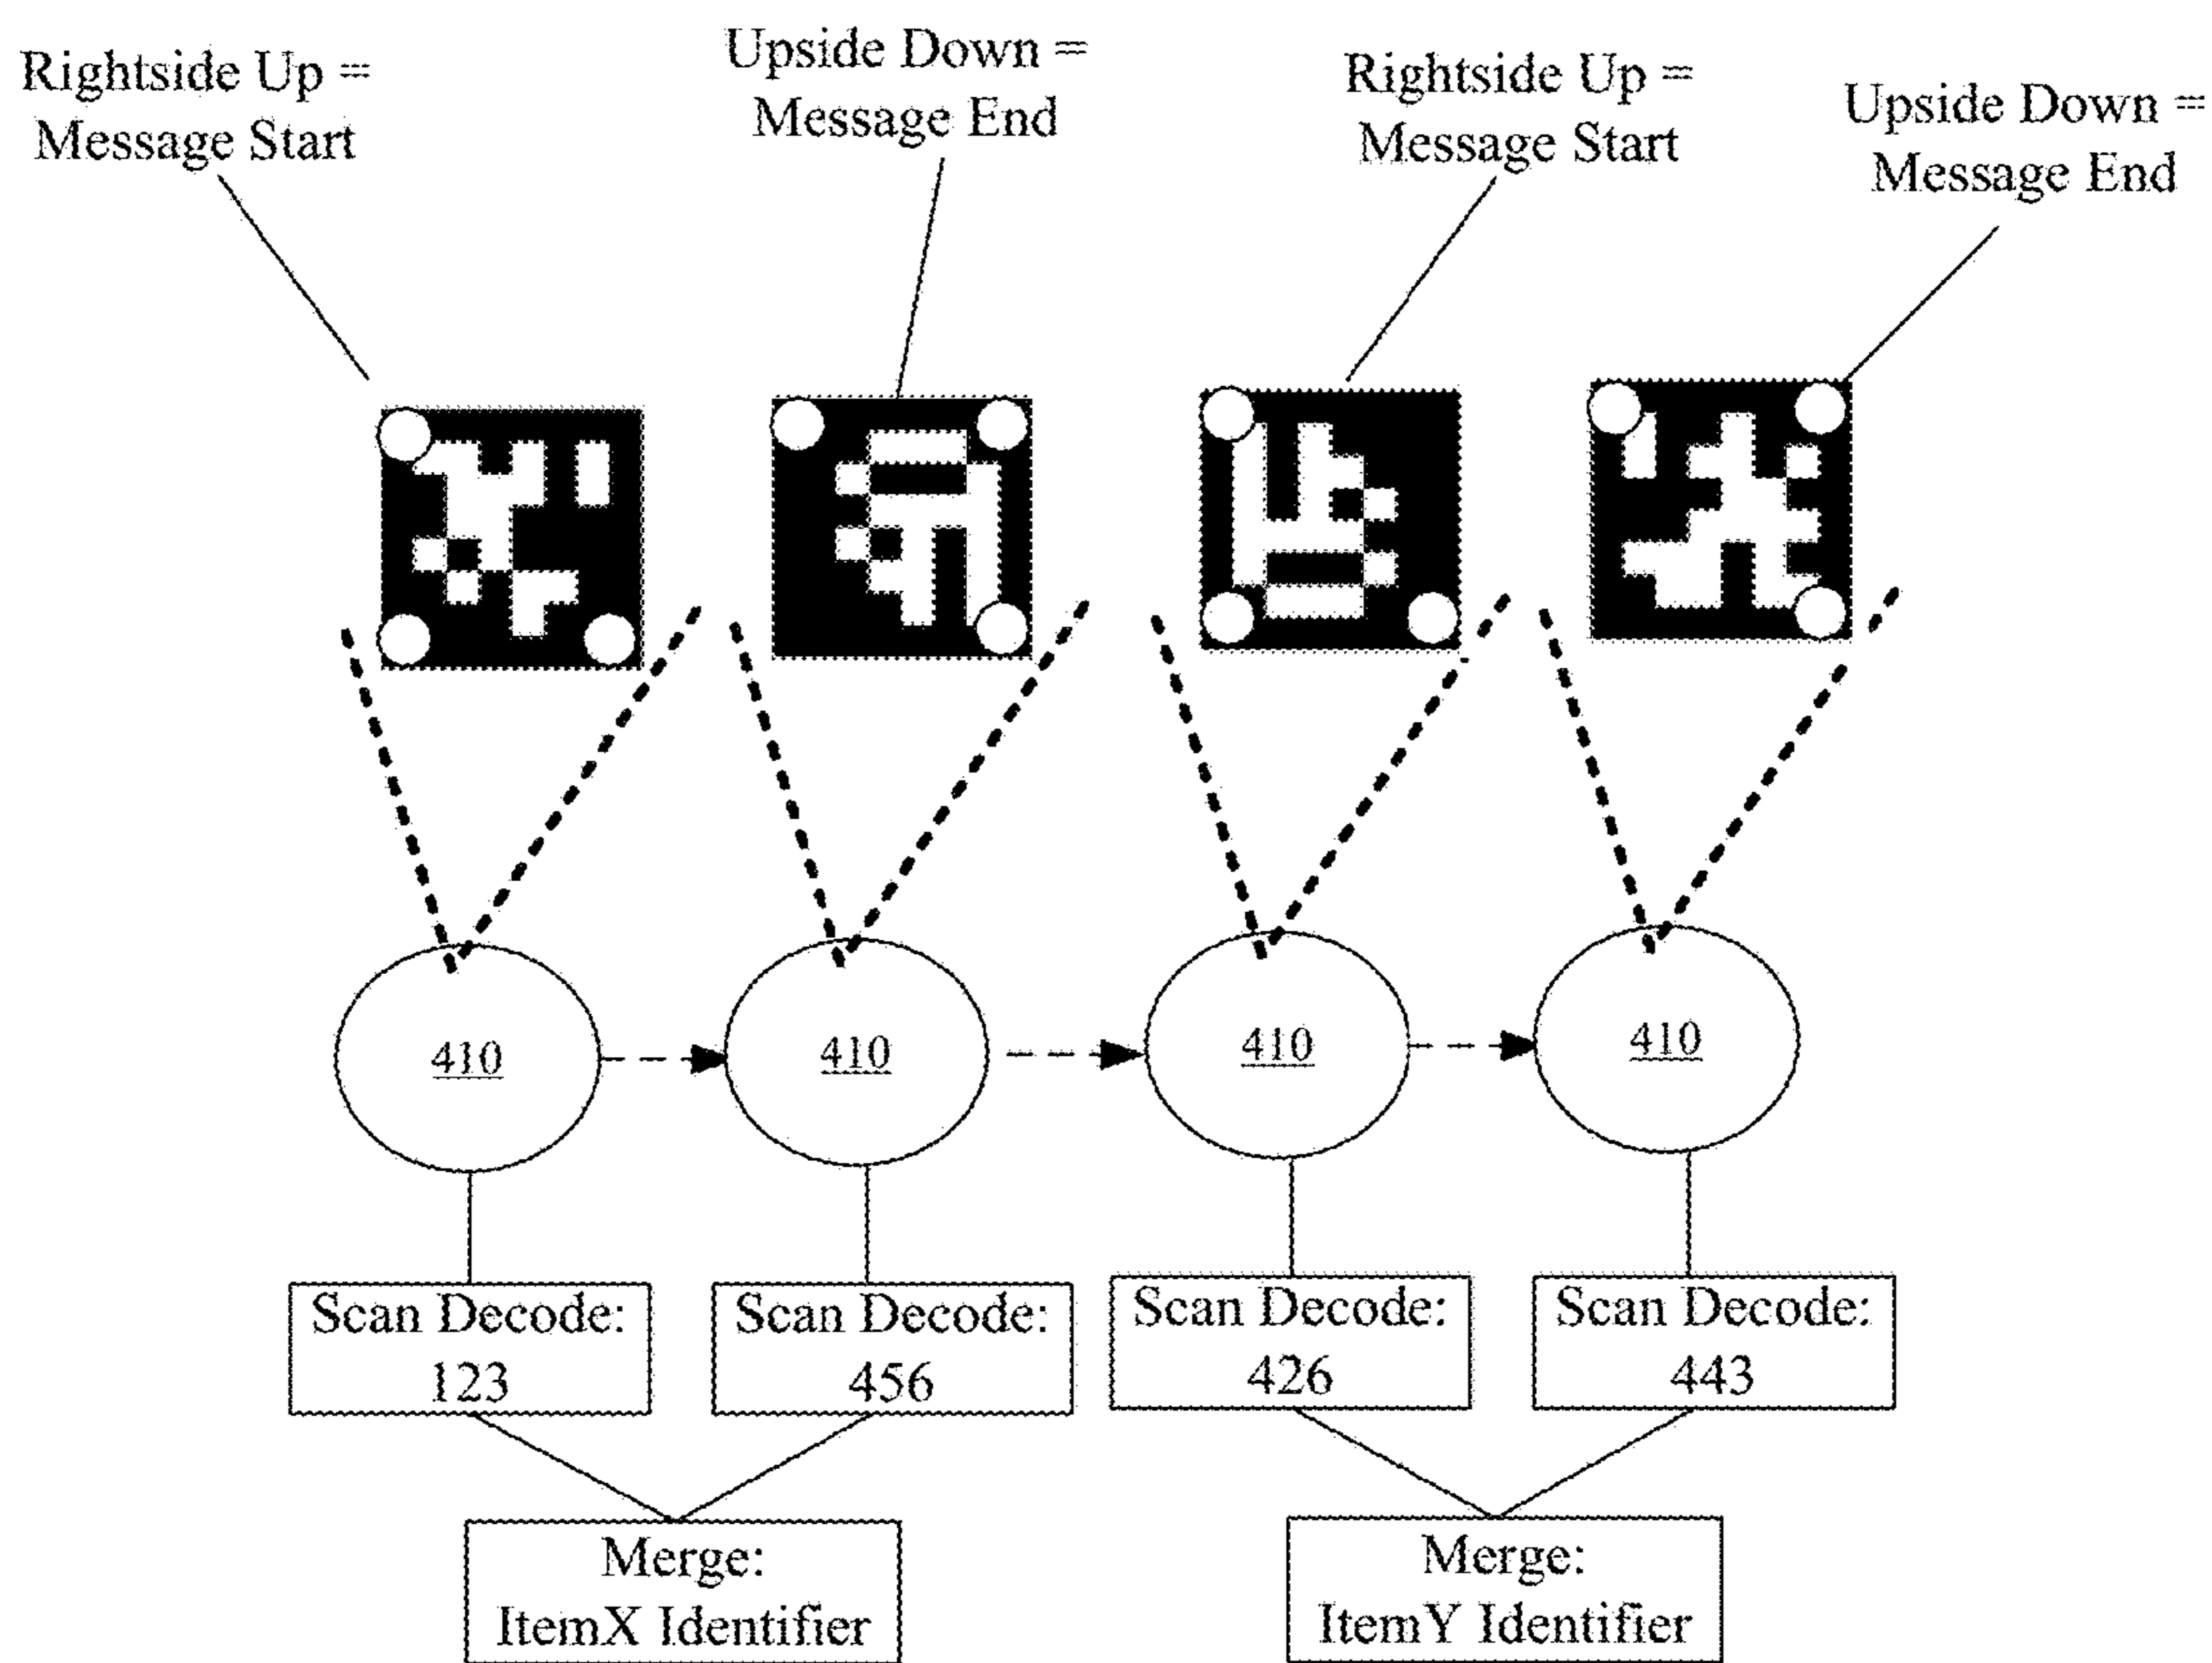 Rightside Up =
Message Start
Upside Down =
Message End
Rightside Up =
Message Start
Upside Down =
Message End
410
410
410
410
Scan Decode:
123
Scan Decode:
456
Scan Decode:
426
Scan Decode:
443
Merge:
ItemX Identifier
Merge:
ItemY Identifier